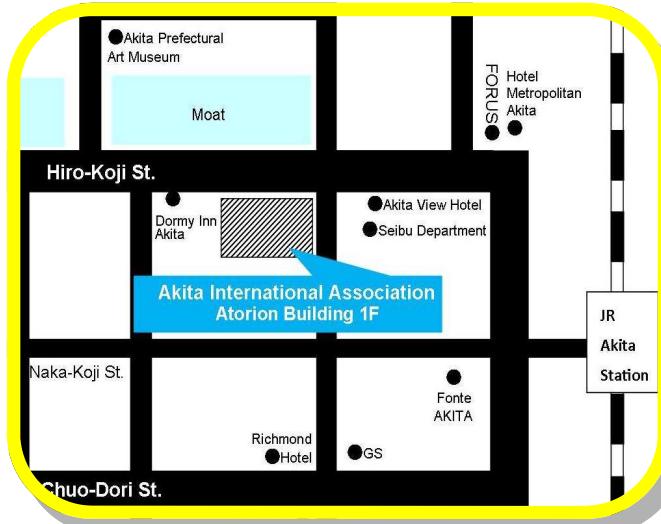 Akita Prefectural
Art Museum
Moat
FORUS
Hotel
Metropolitan
Akita
Hiro-Koji St.
Dormy Inn
Akita
Akita View Hotel
Seibu Department
Akita International Association
Atorion Building 1F
JR
Akita
Station
Naka-Koji St.
Fonte
AKITA
Richmond
Hotel
GS
Chuo-Dori St.